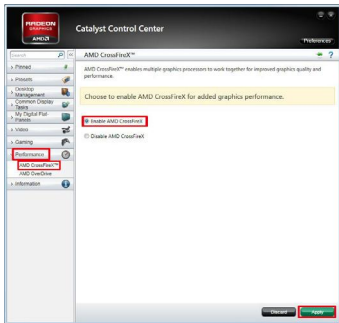 RADEON
GRAPHICS
AMD
Catalyst Control Center
Preferences
Search
AMD CrossFireX™
Pinned
Presets
Desktop
Management
Common Display
Tasks
My Digital Flat-
Panels
Video
Gaming
Performance
AMD CrossFireX™
AMD OverDrive
Information
AMD CrossFireX™ enables multiple graphics processors to work together for improved graphics quality and
performance.
Choose to enable AMD CrossFireX for added graphics performance.
Enable AMD CrossFireX
Disable AMD CrossFireX
Discard
Apply